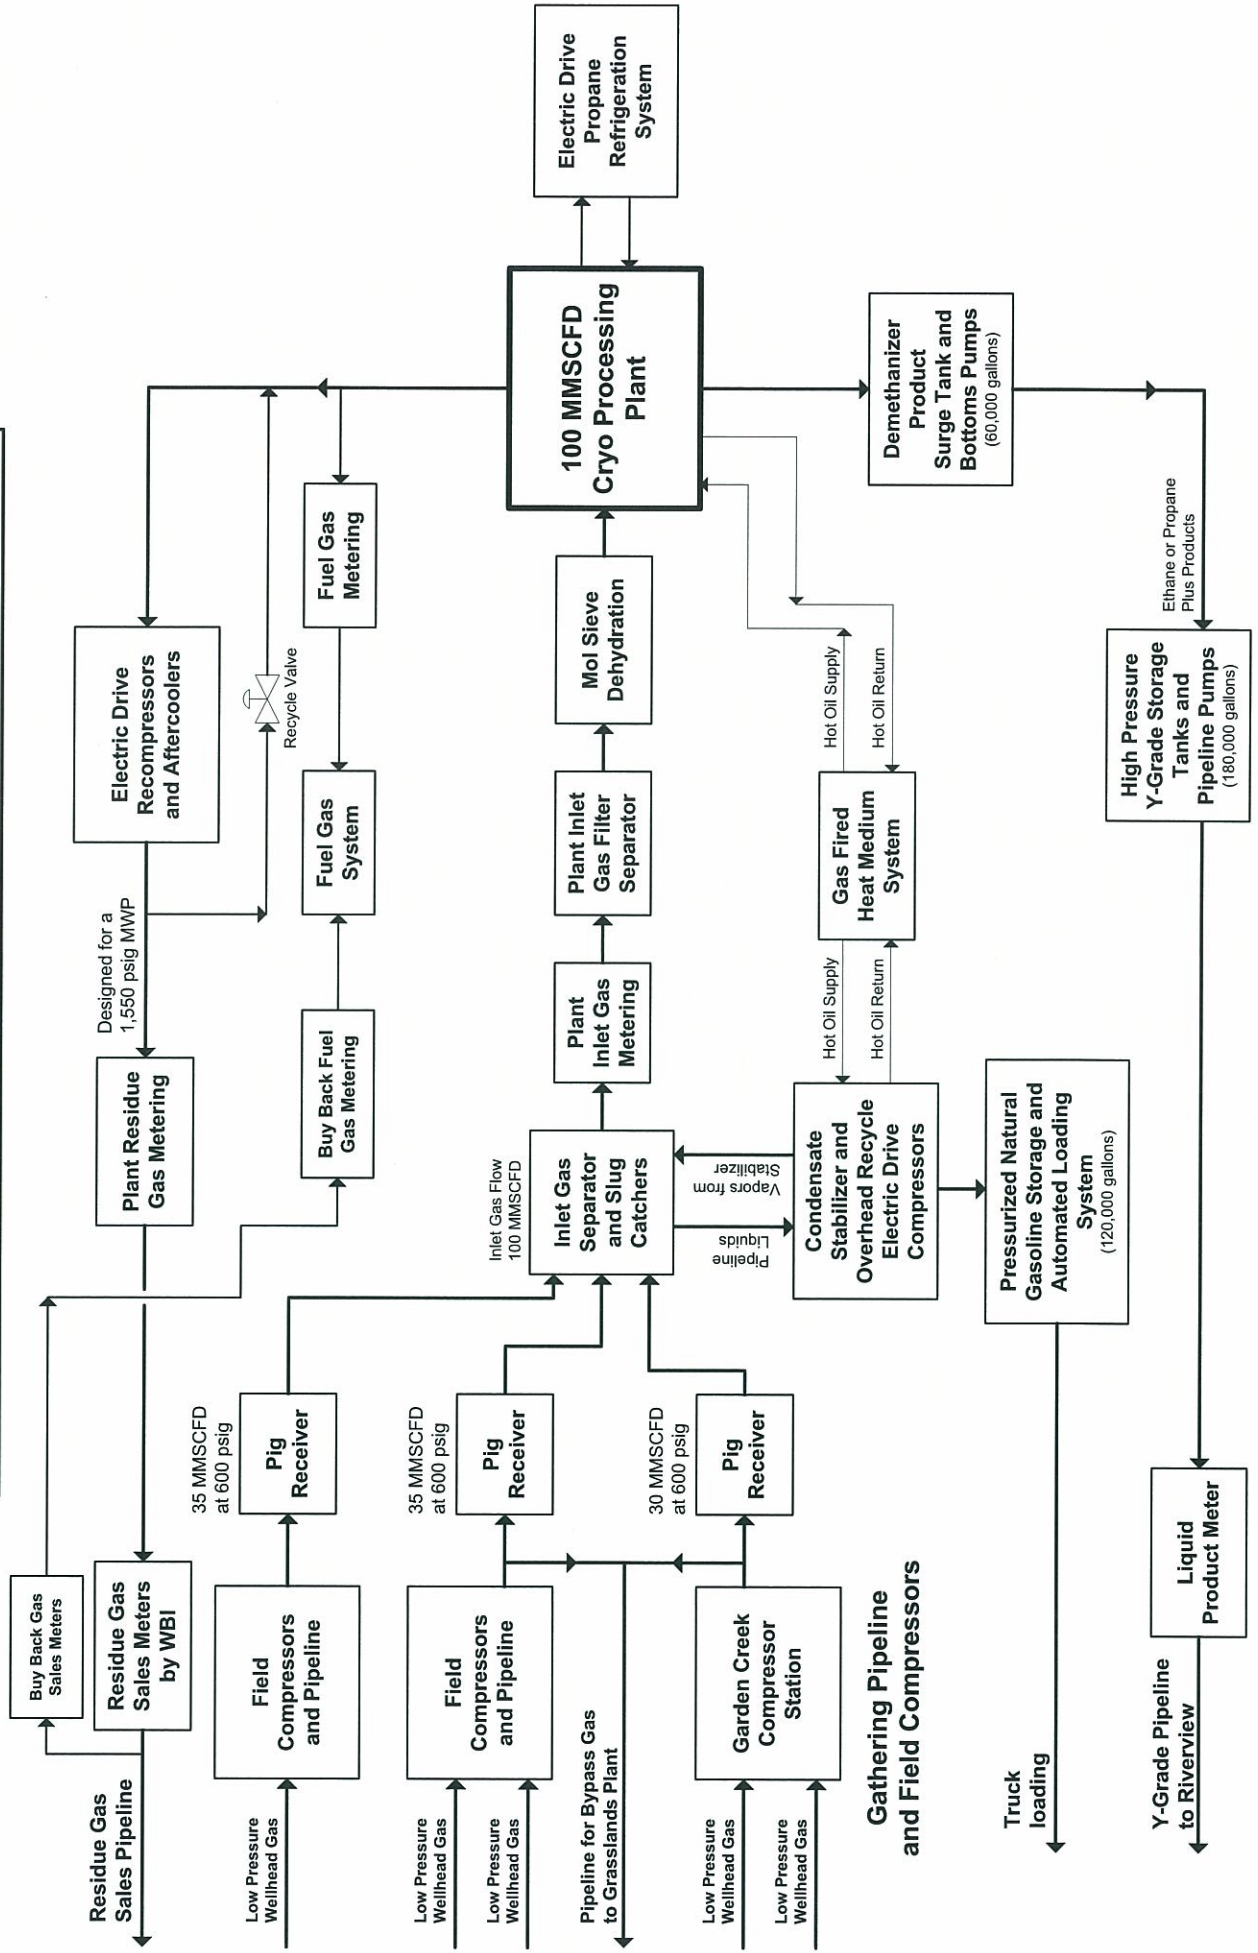 Residue Gas
Sales Pipeline
Buy Back Gas
Sales Meters
Residue Gas
Sales Meters
by WBI
Plant Residue
Gas Metering
Designed for a
1,550 psig MWP
Electric Drive
Recompressors
and Aftercoolers
Recycle Valve
Buy Back Fuel
Gas Metering
Fuel Gas
System
Fuel Gas
Metering
Low Pressure
Wellhead Gas
Field
Compressors
and Pipeline
35 MMSCFD
at 600 psig
Pig
Receiver
Low Pressure
Wellhead Gas
Low Pressure
Wellhead Gas
Field
Compressors
and Pipeline
35 MMSCFD
at 600 psig
Pig
Receiver
Pipeline for Bypass Gas
to Grasslands Plant
Low Pressure
Wellhead Gas
Low Pressure
Wellhead Gas
Garden Creek
Compressor
Station
30 MMSCFD
at 600 psig
Pig
Receiver
Gathering Pipeline
and Field Compressors
Inlet Gas Flow
100 MMSCFD
Inlet Gas
Separator
and Slug
Catchers
Plant
Inlet Gas
Metering
Plant Inlet
Gas Filter
Separator
Mol Sieve
Dehydration
100 MMSCFD
Cryo Processing
Plant
Electric Drive
Propane
Refrigeration
System
Pipeline
Liquids
Vapors from
Stabilizer
Condensate
Stabilizer and
Overhead Recycle
Electric Drive
Compressors
Hot Oil Supply
Hot Oil Return
Gas Fired
Heat Medium
System
Hot Oil Supply
Hot Oil Return
Demethanizer
Product
Surge Tank and
Bottoms Pumps
(60,000 gallons)
Pressurized Natural
Gasoline Storage and
Automated Loading
System
(120,000 gallons)
Truck
loading
Ethane or Propane
Plus Products
High Pressure
Y-Grade Storage
Tanks and
Pipeline Pumps
(180,000 gallons)
Liquid
Product Meter
Y-Grade Pipeline
to Riverview